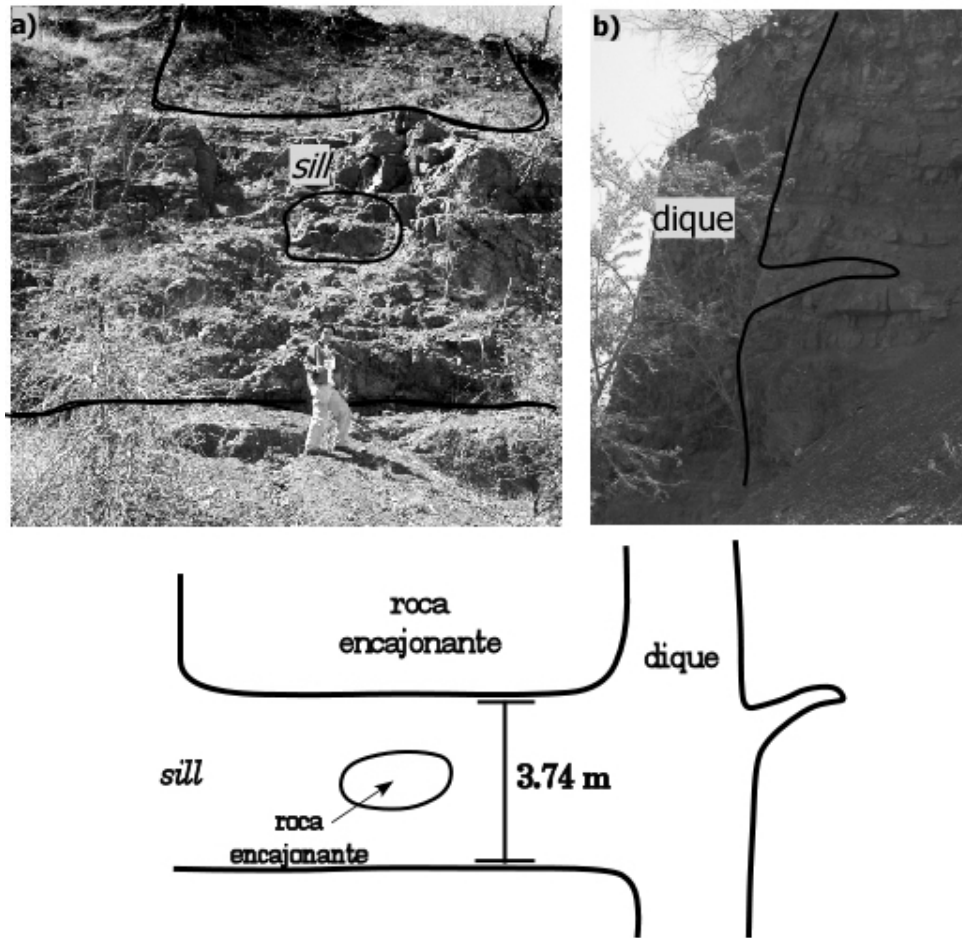 a)
sill
b)
dique
roca
encajonante
dique
sill
3.74 m
roca
encajonante